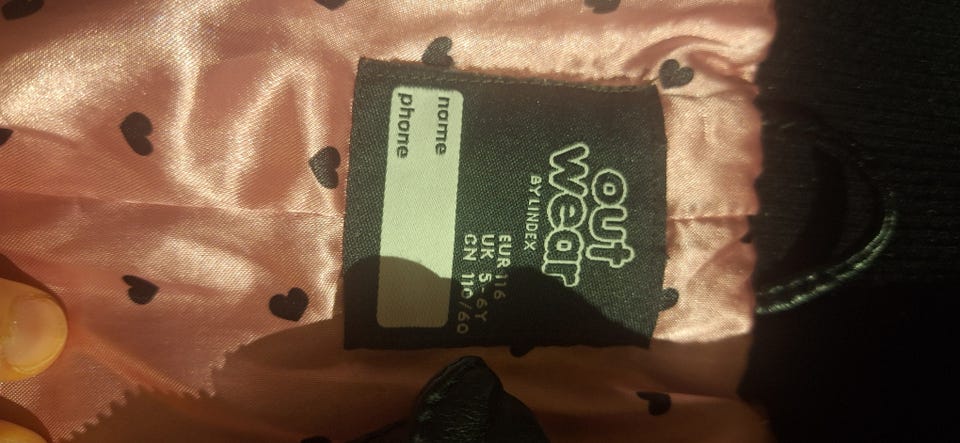 out
wear
BY LINDEX
EUR 116
UK 5-6Y
CN 110/60
name
phone